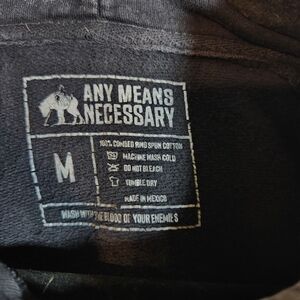 ANY MEANS
NECESSARY
M
100% COMBED RING SPUN COTTON
MACHINE WASH COLD
DO NOT BLEACH
TUMBLE DRY
MADE IN MEXICO
WASH WITH THE BLOOD OF YOUR ENEMIES